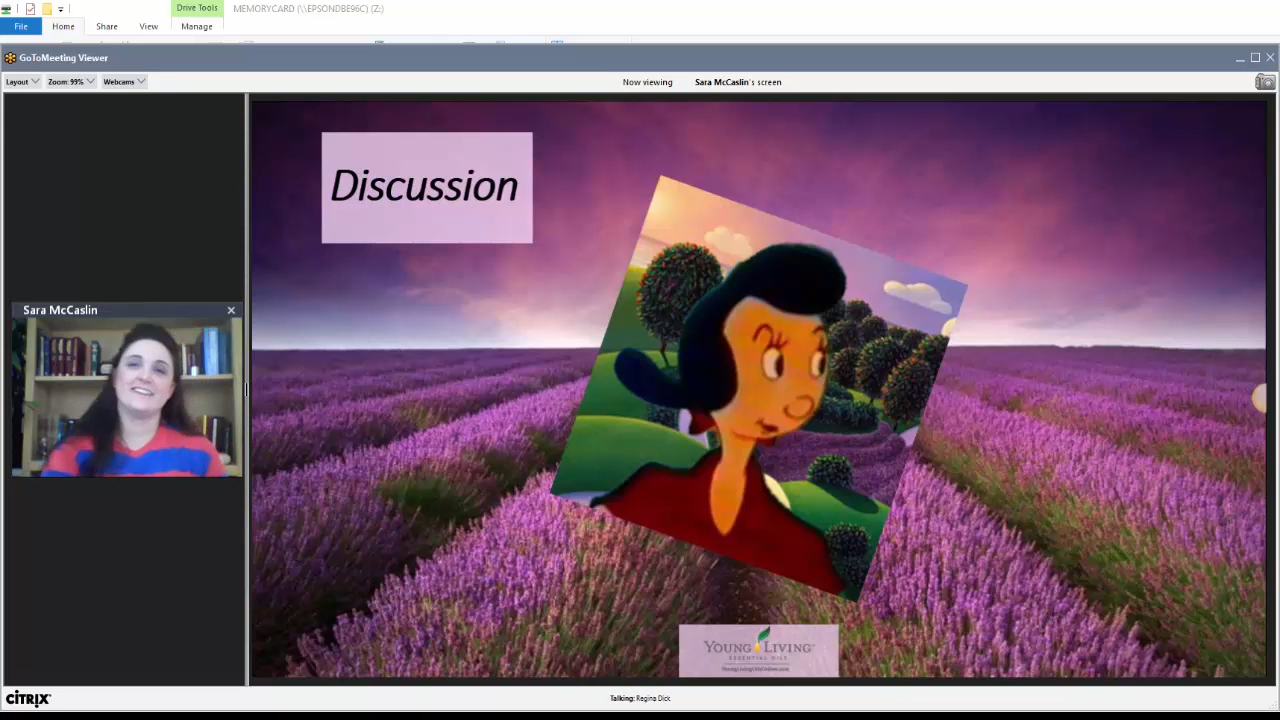 Drive Tools
MEMORYCARD (\\EPSONDBE96C) (Z:)
File
Home
Share
View
Manage
GoToMeeting Viewer
Layout
Zoom: 99%
Webcams
Now viewing
Sara McCaslin's screen
Discussion
Sara McCaslin
YOUNG LIVING™
ESSENTIAL OILS
CITRIX
Talking: Regina Dick